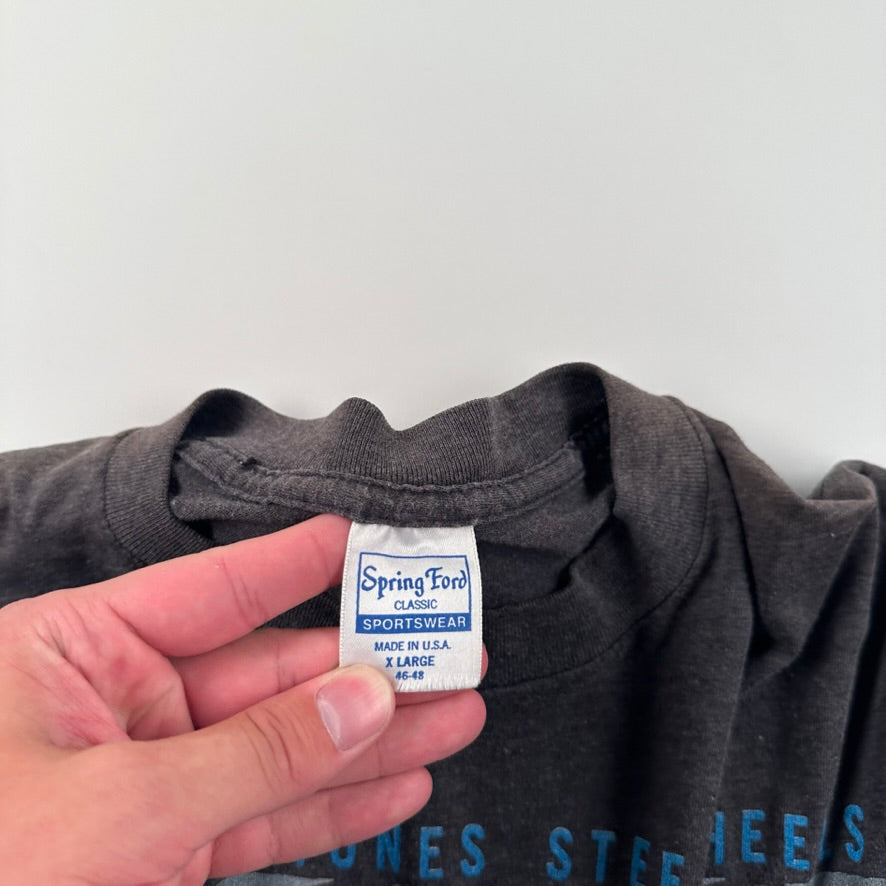 Spring Ford
CLASSIC
SPORTSWEAR
MADE IN U.S.A.
X LARGE
46-48